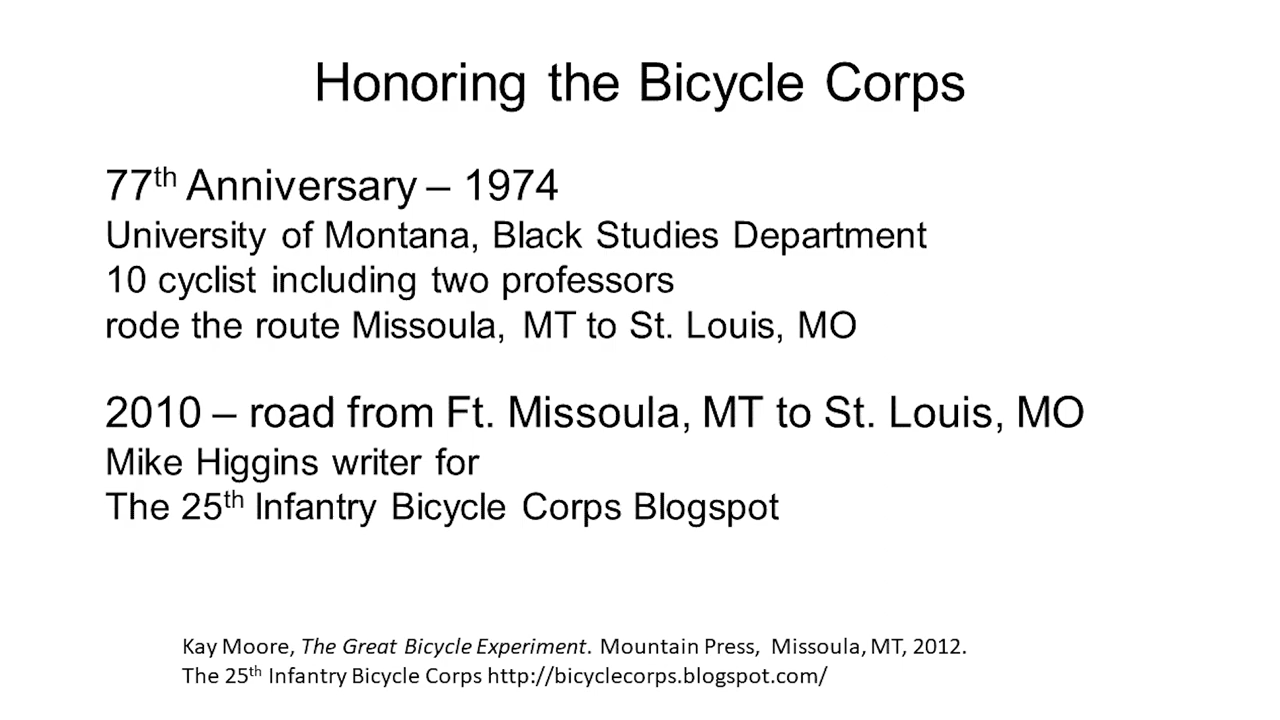 Honoring the Bicycle Corps
77th Anniversary – 1974
University of Montana, Black Studies Department
10 cyclist including two professors
rode the route Missoula, MT to St. Louis, MO
2010 – road from Ft. Missoula, MT to St. Louis, MO
Mike Higgins writer for
The 25th Infantry Bicycle Corps Blogspot
Kay Moore, The Great Bicycle Experiment. Mountain Press, Missoula, MT, 2012.
The 25th Infantry Bicycle Corps http://bicyclecorps.blogspot.com/